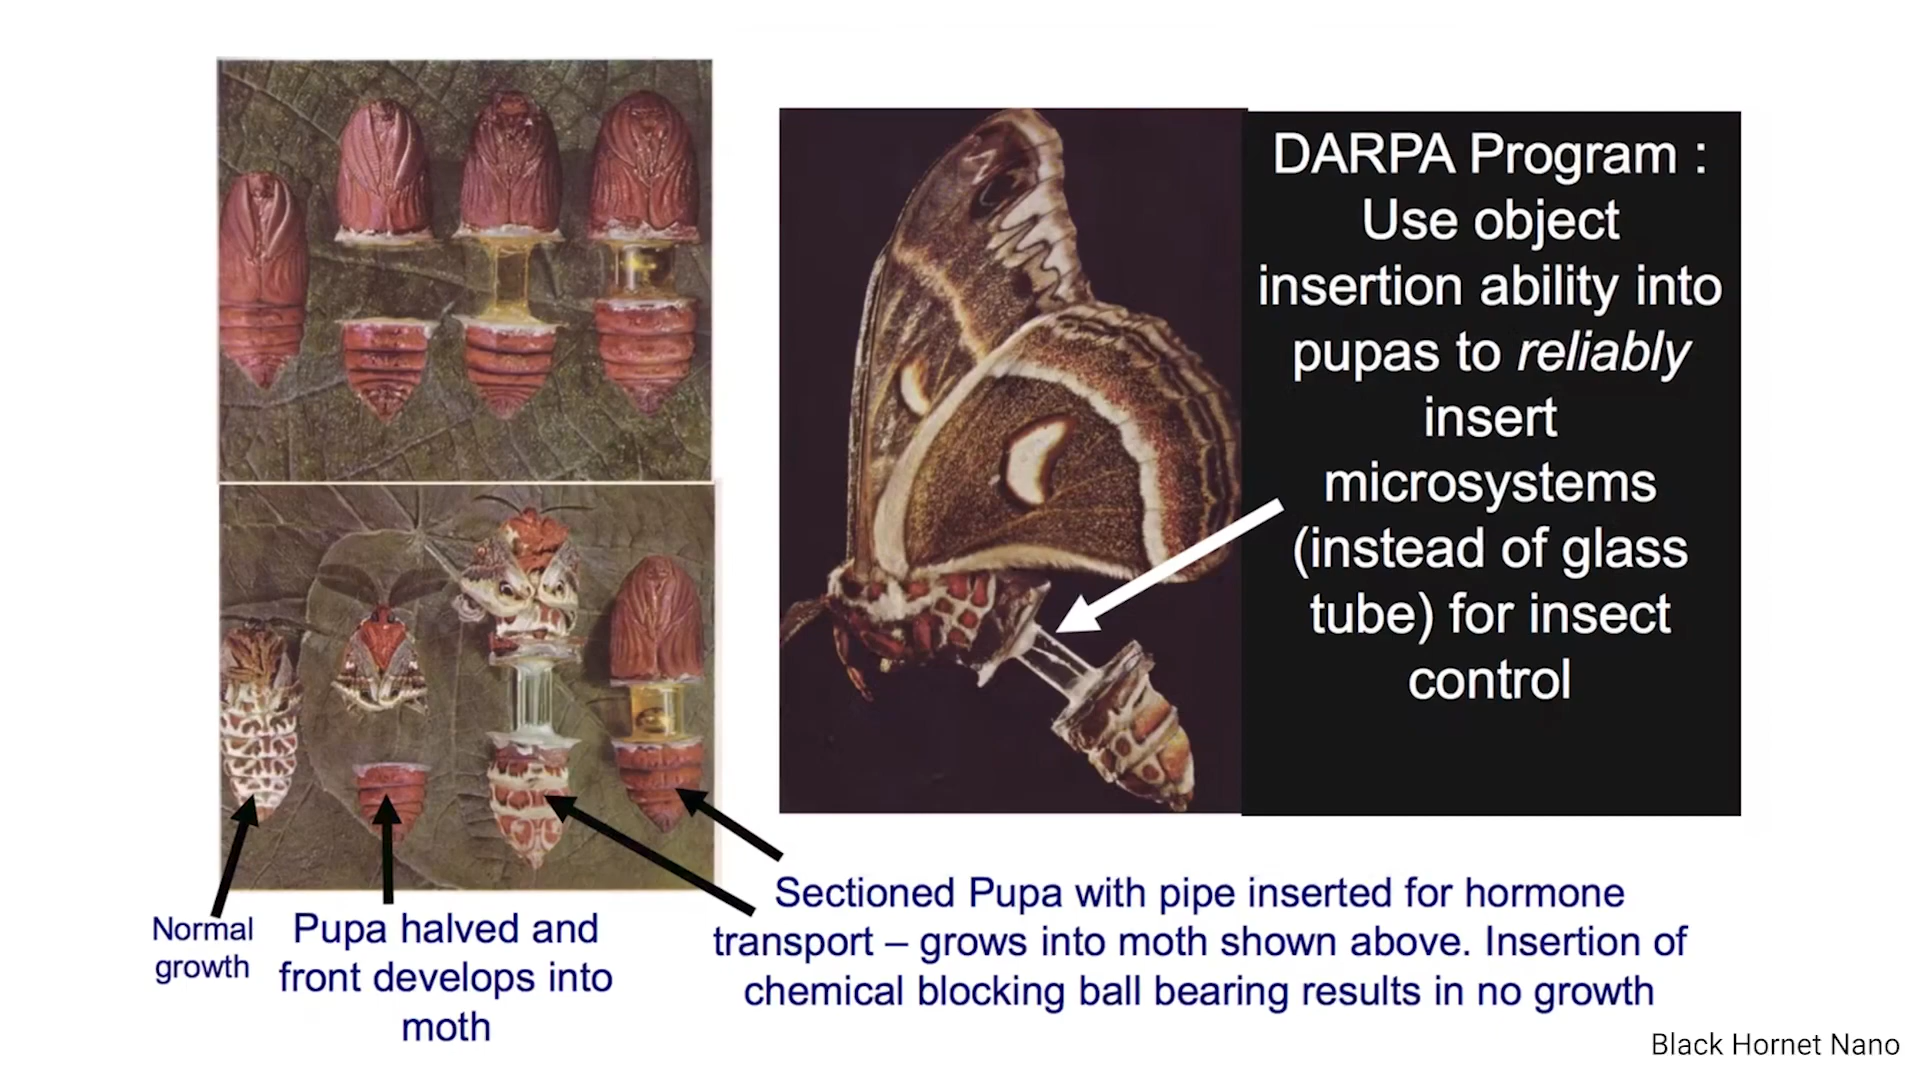 DARPA Program :
Use object
insertion ability into
pupas to reliably
insert
microsystems
(instead of glass
tube) for insect
control
Normal
growth
Pupa halved and
front develops into
moth
Sectioned Pupa with pipe inserted for hormone
transport – grows into moth shown above. Insertion of
chemical blocking ball bearing results in no growth
Black Hornet Nano